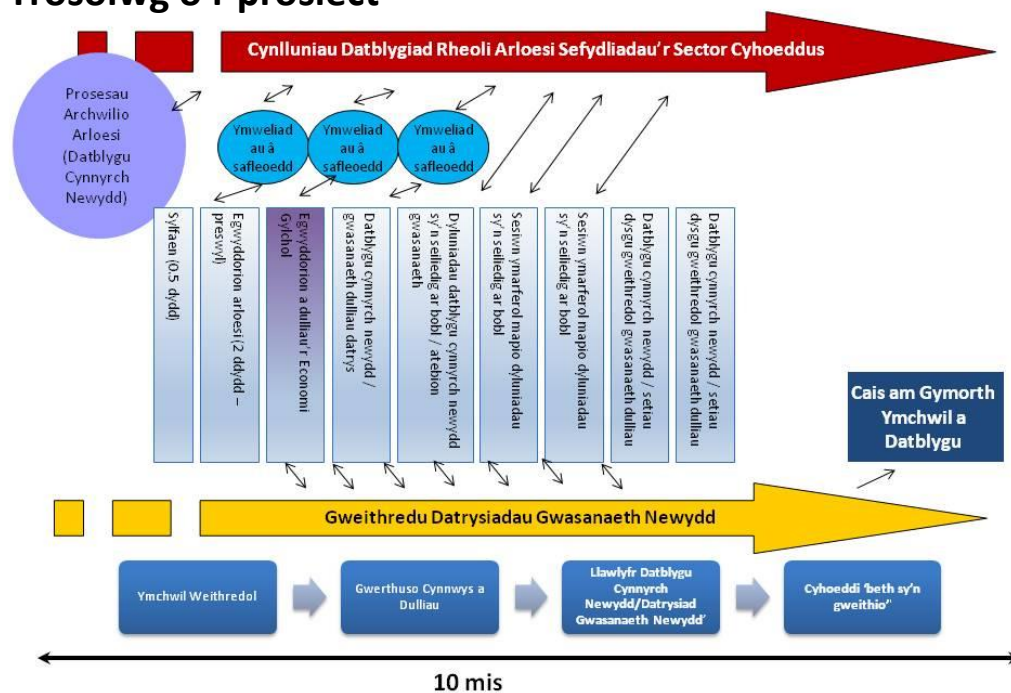 Trosolwg o'r prosiect
Cynlluniau Datblygiad Rheoli Arloesi Sefydliadau'r Sector Cyhoeddus
Prosesau
Archwilio
Arloesi
(Datblygu
Cynnyrch
Newydd)
Ymweliad
au â
safleoedd
Ymweliad
au â
safleoedd
Ymweliad
au â
safleoedd
Sylfaen (0.5 dydd)
Egwyddorion arloesi (2 ddydd –
preswyl)
Egwyddorion a dulliau'r Economi
Gylchol
Datblygu cynnyrch newydd /
gwasanaeth dulliau datrys
Dyluniadau datblygu cynnyrch newydd
sy'n seiliedig ar bobl / atebion
gwasanaeth
Sesiwn ymarferol mapio dyluniadau
sy'n seiliedig ar bobl
Sesiwn ymarferol mapio dyluniadau
sy'n seiliedig ar bobl
Datblygu cynnyrch newydd / setiau
dysgu gweithredol gwasanaeth dulliau
Datblygu cynnyrch newydd / setiau
dysgu gweithredol gwasanaeth dulliau
Cais am Gymorth
Ymchwil a
Datblygu
Gweithredu Datrysiadau Gwasanaeth Newydd
Ymchwil Weithredol
Gwerthuso Cynnwys a
Dulliau
Llawlyfr Datblygu
Cynnyrch
Newydd/Datrysiad
Gwasanaeth Newydd'
Cyhoeddi 'beth sy'n
gweithio"
10 mis